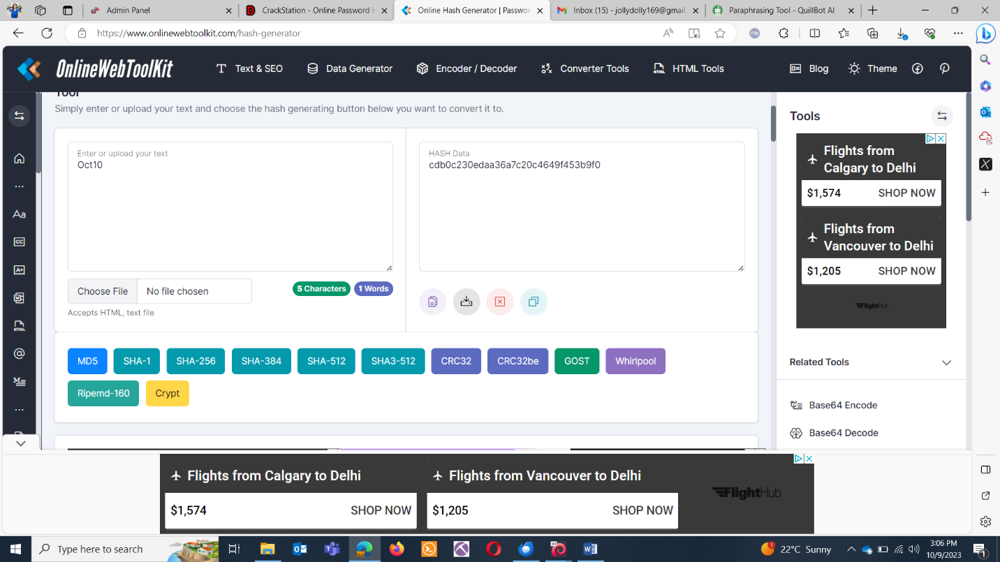 Admin Panel
CrackStation - Online Password H
Online Hash Generator | Passwor
Inbox (15) - jollydolly169@gmail.
Paraphrasing Tool - QuillBot AI
https://www.onlinewebtoolkit.com/hash-generator
OnlineWebToolKit
Text & SEO
Data Generator
Encoder / Decoder
Converter Tools
HTML Tools
Blog
Theme
Tool
Simply enter or upload your text and choose the hash generating button below you want to convert it to.
Enter or upload your text
Oct10
HASH Data
cdb0c230edaa36a7c20c4649f453b9f0
Choose File
No file chosen
5 Characters
1 Words
Accepts HTML, text file
MD5
SHA-1
SHA-256
SHA-384
SHA-512
SHA3-512
CRC32
CRC32be
GOST
Whirlpool
Ripemd-160
Crypt
Tools
Flights from
Calgary to Delhi
$1,574
SHOP NOW
Flights from
Vancouver to Delhi
$1,205
SHOP NOW
FlightHub
Related Tools
Base64 Encode
Base64 Decode
Flights from Calgary to Delhi
$1,574
SHOP NOW
Flights from Vancouver to Delhi
$1,205
SHOP NOW
FlightHub
Type here to search
22°C Sunny
3:06 PM
10/9/2023